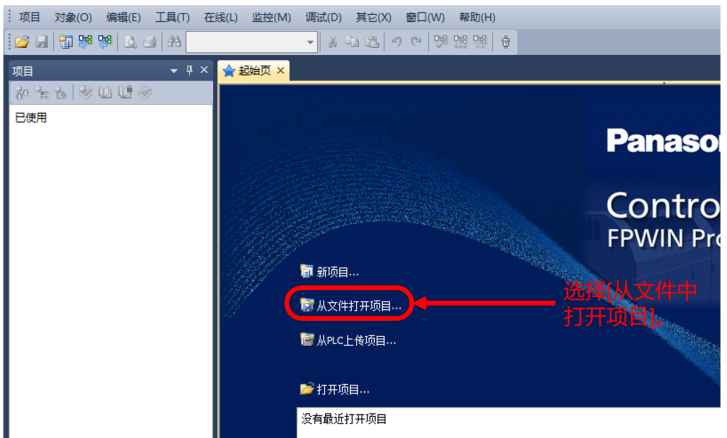 项目 对象(O) 编辑(E) 工具(T) 在线(L) 监控(M) 调试(D) 其它(X) 窗口(W) 帮助(H)
项目
起始页
已使用
Panaso
Contro
FPWIN Pro
新项目...
从文件打开项目...
选择[从文件中
打开项目]。
从PLC上传项目...
打开项目...
没有最近打开项目